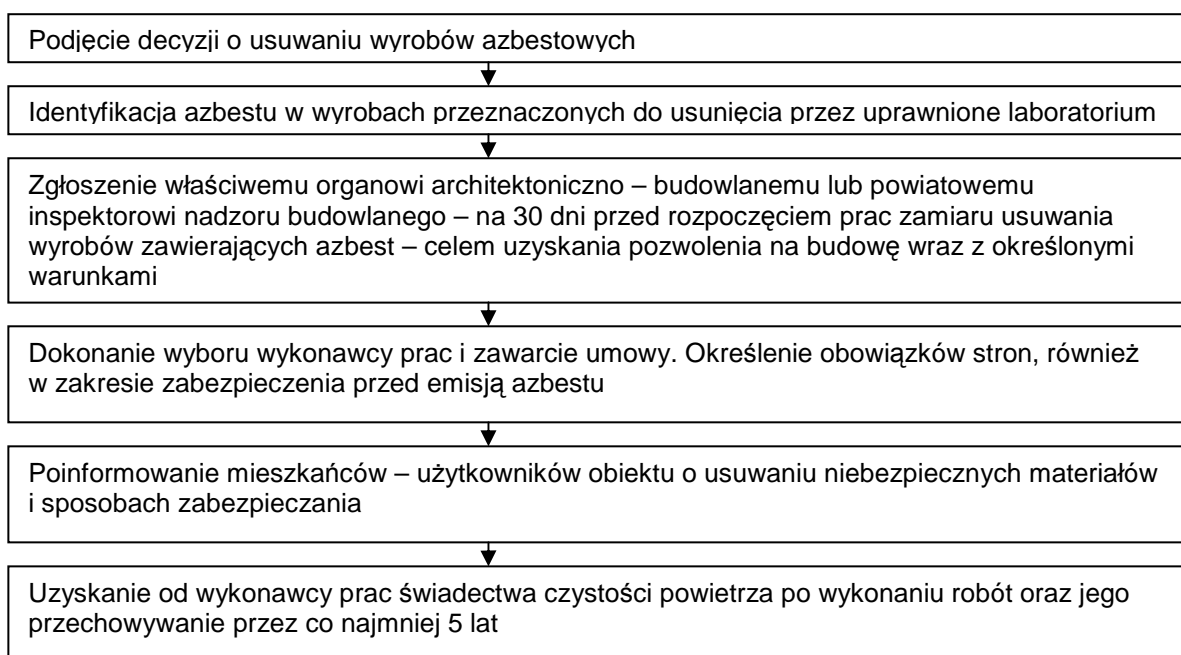 Podjęcie decyzji o usuwaniu wyrobów azbestowych
Identyfikacja azbestu w wyrobach przeznaczonych do usunięcia przez uprawnione laboratorium
Zgłoszenie właściwemu organowi architektoniczno – budowlanemu lub powiatowemu
inspektorowi nadzoru budowlanego – na 30 dni przed rozpoczęciem prac zamiaru usuwania
wyrobów zawierających azbest – celem uzyskania pozwolenia na budowę wraz z określonymi
warunkami
Dokonanie wyboru wykonawcy prac i zawarcie umowy. Określenie obowiązków stron, również
w zakresie zabezpieczenia przed emisją azbestu
Poinformowanie mieszkańców – użytkowników obiektu o usuwaniu niebezpiecznych materiałów
i sposobach zabezpieczania
Uzyskanie od wykonawcy prac świadectwa czystości powietrza po wykonaniu robót oraz jego
przechowywanie przez co najmniej 5 lat